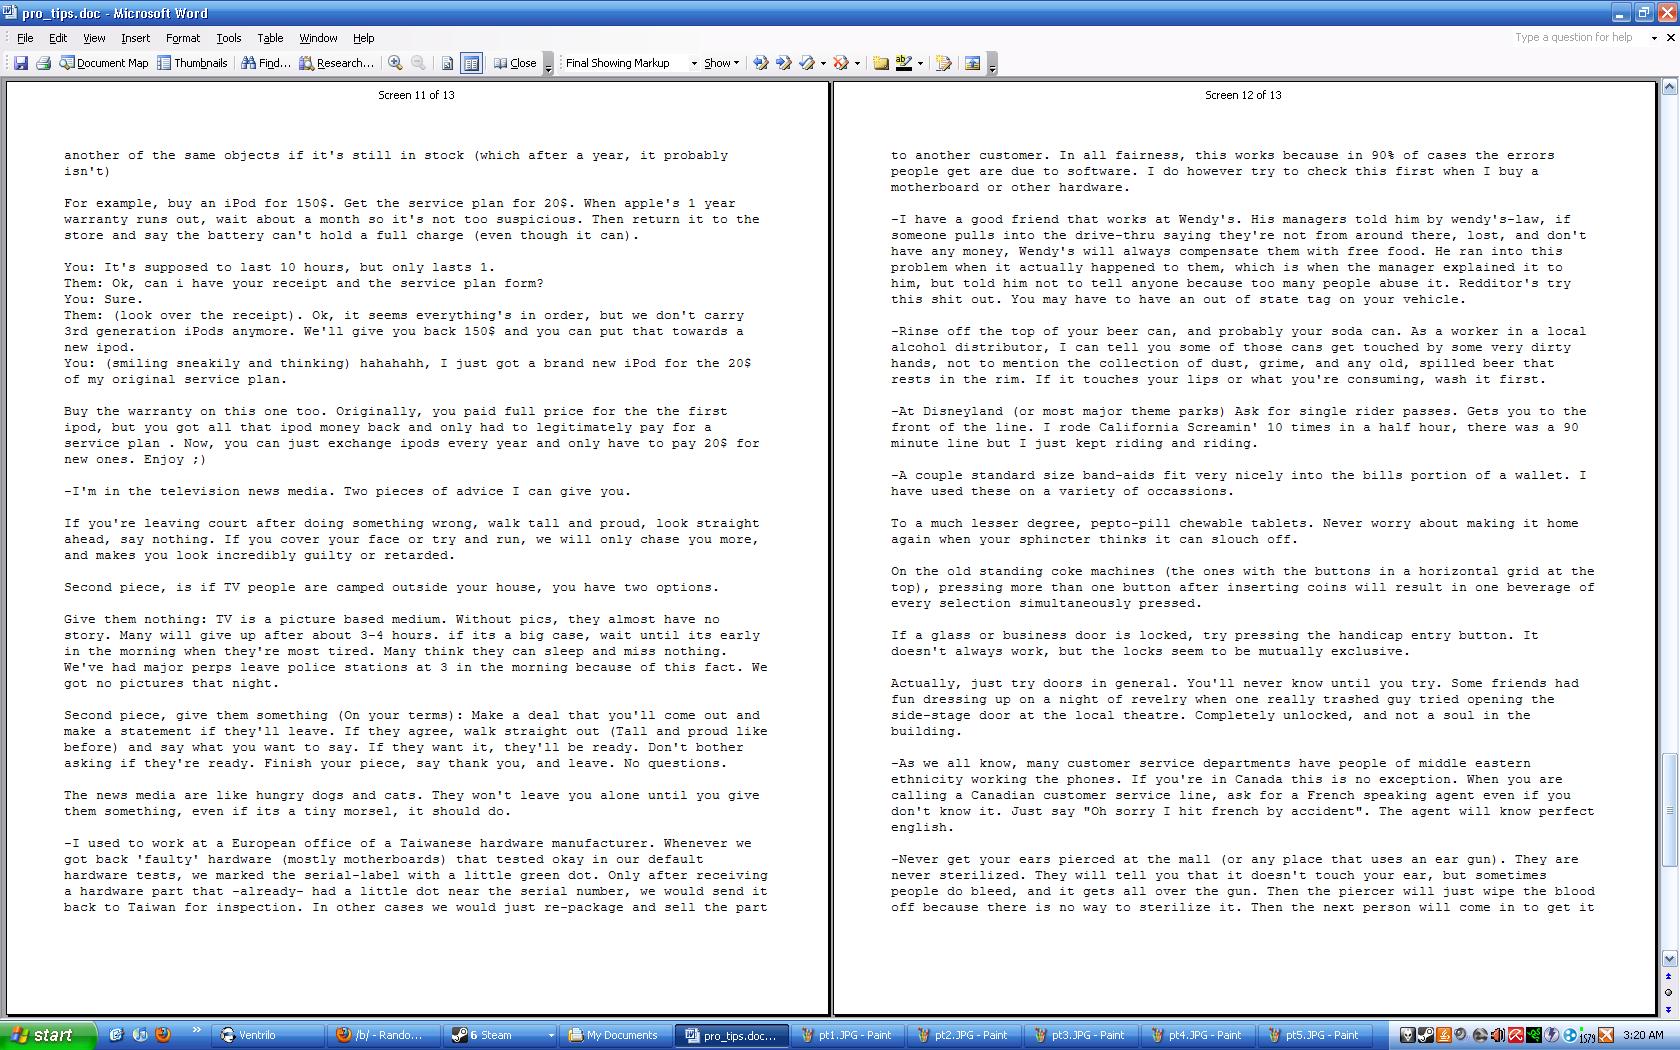 pro_tips.doc - Microsoft Word
File Edit View Insert Format Tools Table Window Help
Type a question for help
Document Map Thumbnails Find... Research... Close Final Showing Markup Show
Screen 11 of 13
another of the same objects if it's still in stock (which after a year, it probably
isn't)
For example, buy an iPod for 150$. Get the service plan for 20$. When apple's 1 year
warranty runs out, wait about a month so it's not too suspicious. Then return it to the
store and say the battery can't hold a full charge (even though it can).
You: It's supposed to last 10 hours, but only lasts 1.
Them: Ok, can i have your receipt and the service plan form?
You: Sure.
Them: (look over the receipt). Ok, it seems everything's in order, but we don't carry
3rd generation iPods anymore. We'll give you back 150$ and you can put that towards a
new ipod.
You: (smiling sneakily and thinking) hahahahh, I just got a brand new iPod for the 20$
of my original service plan.
Buy the warranty on this one too. Originally, you paid full price for the the first
ipod, but you got all that ipod money back and only had to legitimately pay for a
service plan . Now, you can just exchange ipods every year and only have to pay 20$ for
new ones. Enjoy ;)
-I'm in the television news media. Two pieces of advice I can give you.
If you're leaving court after doing something wrong, walk tall and proud, look straight
ahead, say nothing. If you cover your face or try and run, we will only chase you more,
and makes you look incredibly guilty or retarded.
Second piece, is if TV people are camped outside your house, you have two options.
Give them nothing: TV is a picture based medium. Without pics, they almost have no
story. Many will give up after about 3-4 hours. if its a big case, wait until its early
in the morning when they're most tired. Many think they can sleep and miss nothing.
We've had major perps leave police stations at 3 in the morning because of this fact. We
got no pictures that night.
Second piece, give them something (On your terms): Make a deal that you'll come out and
make a statement if they'll leave. If they agree, walk straight out (Tall and proud like
before) and say what you want to say. If they want it, they'll be ready. Don't bother
asking if they're ready. Finish your piece, say thank you, and leave. No questions.
The news media are like hungry dogs and cats. They won't leave you alone until you give
them something, even if its a tiny morsel, it should do.
-I used to work at a European office of a Taiwanese hardware manufacturer. Whenever we
got back 'faulty' hardware (mostly motherboards) that tested okay in our default
hardware tests, we marked the serial-label with a little green dot. Only after receiving
a hardware part that -already- had a little dot near the serial number, we would send it
back to Taiwan for inspection. In other cases we would just re-package and sell the part
Screen 12 of 13
to another customer. In all fairness, this works because in 90% of cases the errors
people get are due to software. I do however try to check this first when I buy a
motherboard or other hardware.
-I have a good friend that works at Wendy's. His managers told him by wendy's-law, if
someone pulls into the drive-thru saying they're not from around there, lost, and don't
have any money, Wendy's will always compensate them with free food. He ran into this
problem when it actually happened to them, which is when the manager explained it to
him, but told him not to tell anyone because too many people abuse it. Redditor's try
this shit out. You may have to have an out of state tag on your vehicle.
-Rinse off the top of your beer can, and probably your soda can. As a worker in a local
alcohol distributor, I can tell you some of those cans get touched by some very dirty
hands, not to mention the collection of dust, grime, and any old, spilled beer that
rests in the rim. If it touches your lips or what you're consuming, wash it first.
-At Disneyland (or most major theme parks) Ask for single rider passes. Gets you to the
front of the line. I rode California Screamin' 10 times in a half hour, there was a 90
minute line but I just kept riding and riding.
-A couple standard size band-aids fit very nicely into the bills portion of a wallet. I
have used these on a variety of occassions.
To a much lesser degree, pepto-pill chewable tablets. Never worry about making it home
again when your sphincter thinks it can slouch off.
On the old standing coke machines (the ones with the buttons in a horizontal grid at the
top), pressing more than one button after inserting coins will result in one beverage of
every selection simultaneously pressed.
If a glass or business door is locked, try pressing the handicap entry button. It
doesn't always work, but the locks seem to be mutually exclusive.
Actually, just try doors in general. You'll never know until you try. Some friends had
fun dressing up on a night of revelry when one really trashed guy tried opening the
side-stage door at the local theatre. Completely unlocked, and not a soul in the
building.
-As we all know, many customer service departments have people of middle eastern
ethnicity working the phones. If you're in Canada this is no exception. When you are
calling a Canadian customer service line, ask for a French speaking agent even if you
don't know it. Just say "Oh sorry I hit french by accident". The agent will know perfect
english.
-Never get your ears pierced at the mall (or any place that uses an ear gun). They are
never sterilized. They will tell you that it doesn't touch your ear, but sometimes
people do bleed, and it gets all over the gun. Then the piercer will just wipe the blood
off because there is no way to sterilize it. Then the next person will come in to get it
start Ventrilo /b/ - Rando... 6 Steam My Documents pro_tips.doc... pt1.JPG - Paint pt2.JPG - Paint pt3.JPG - Paint pt4.JPG - Paint pt5.JPG - Paint 1579 3:20 AM